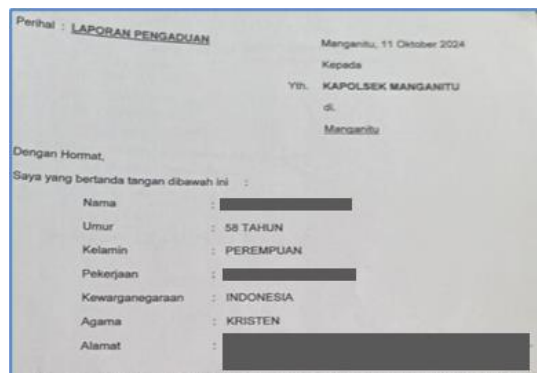 Perihal : LAPORAN PENGADUAN
Manganitu, 11 Oktober 2024
Kepada
Yth. KAPOLSEK MANGANITU
di.
Manganitu
Dengan Hormat,
Saya yang bertanda tangan dibawah ini :
Nama :
Umur : 58 TAHUN
Kelamin : PEREMPUAN
Pekerjaan :
Kewarganegaraan : INDONESIA
Agama : KRISTEN
Alamat :